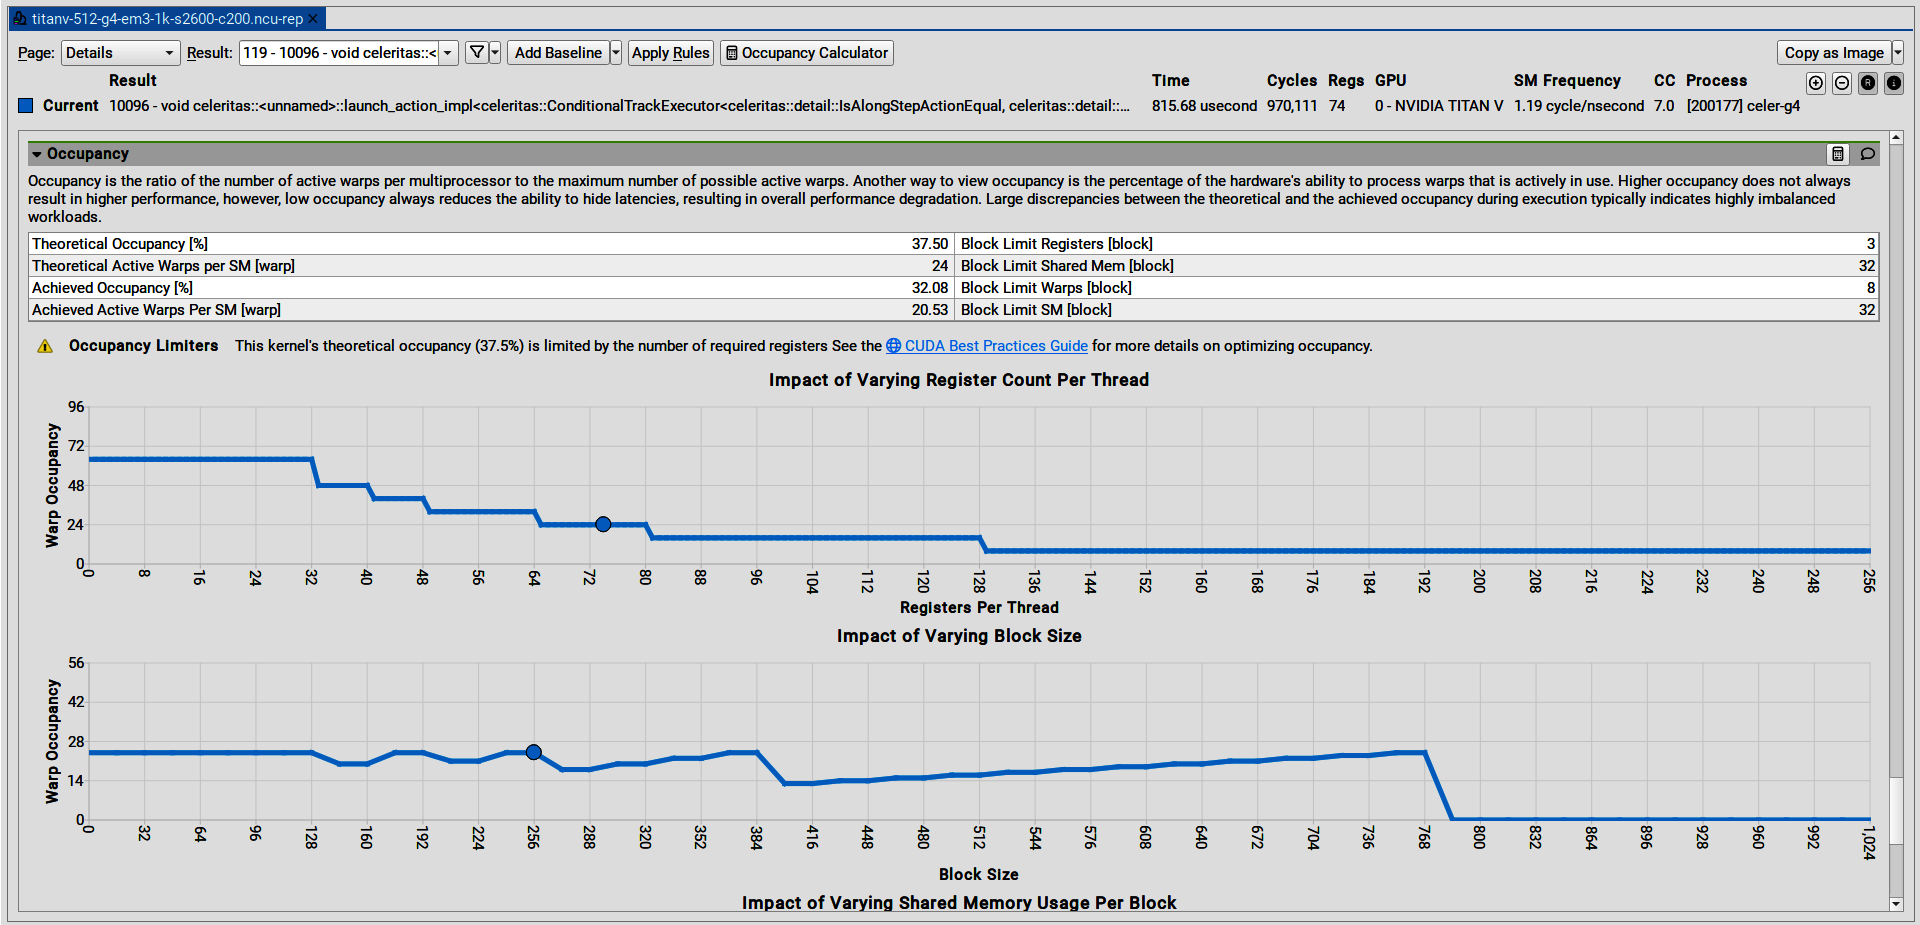 titanv-512-g4-em3-1k-s2600-c200.ncu-rep
Page: Details Result: 119 - 10096 - void celeritas::< Add Baseline Apply Rules Occupancy Calculator Copy as Image
Result Time Cycles Regs GPU SM Frequency CC Process
Current 10096 - void celeritas::<unnamed>::launch_action_impl<celeritas::ConditionalTrackExecutor<celeritas::detail::IsAlongStepActionEqual, celeritas::detail::... 815.68 usecond 970,111 74 0 - NVIDIA TITAN V 1.19 cycle/nsecond 7.0 [200177] celer-g4
Occupancy
Occupancy is the ratio of the number of active warps per multiprocessor to the maximum number of possible active warps. Another way to view occupancy is the percentage of the hardware's ability to process warps that is actively in use. Higher occupancy does not always
result in higher performance, however, low occupancy always reduces the ability to hide latencies, resulting in overall performance degradation. Large discrepancies between the theoretical and the achieved occupancy during execution typically indicates highly imbalanced
workloads.
Theoretical Occupancy [%] 37.50 Block Limit Registers [block] 3
Theoretical Active Warps per SM [warp] 24 Block Limit Shared Mem [block] 32
Achieved Occupancy [%] 32.08 Block Limit Warps [block] 8
Achieved Active Warps Per SM [warp] 20.53 Block Limit SM [block] 32
Occupancy Limiters This kernel's theoretical occupancy (37.5%) is limited by the number of required registers See the CUDA Best Practices Guide for more details on optimizing occupancy.
Impact of Varying Register Count Per Thread
Warp Occupancy
96
72
48
24
0
0 8 16 24 32 40 48 56 64 72 80 88 96 104 112 120 128 136 144 152 160 168 176 184 192 200 208 216 224 232 240 248 256
Registers Per Thread
Impact of Varying Block Size
Warp Occupancy
56
42
28
14
0
0 32 64 96 128 160 192 224 256 288 320 352 384 416 448 480 512 544 576 608 640 672 704 736 768 800 832 864 896 928 960 992 1,024
Block Size
Impact of Varying Shared Memory Usage Per Block